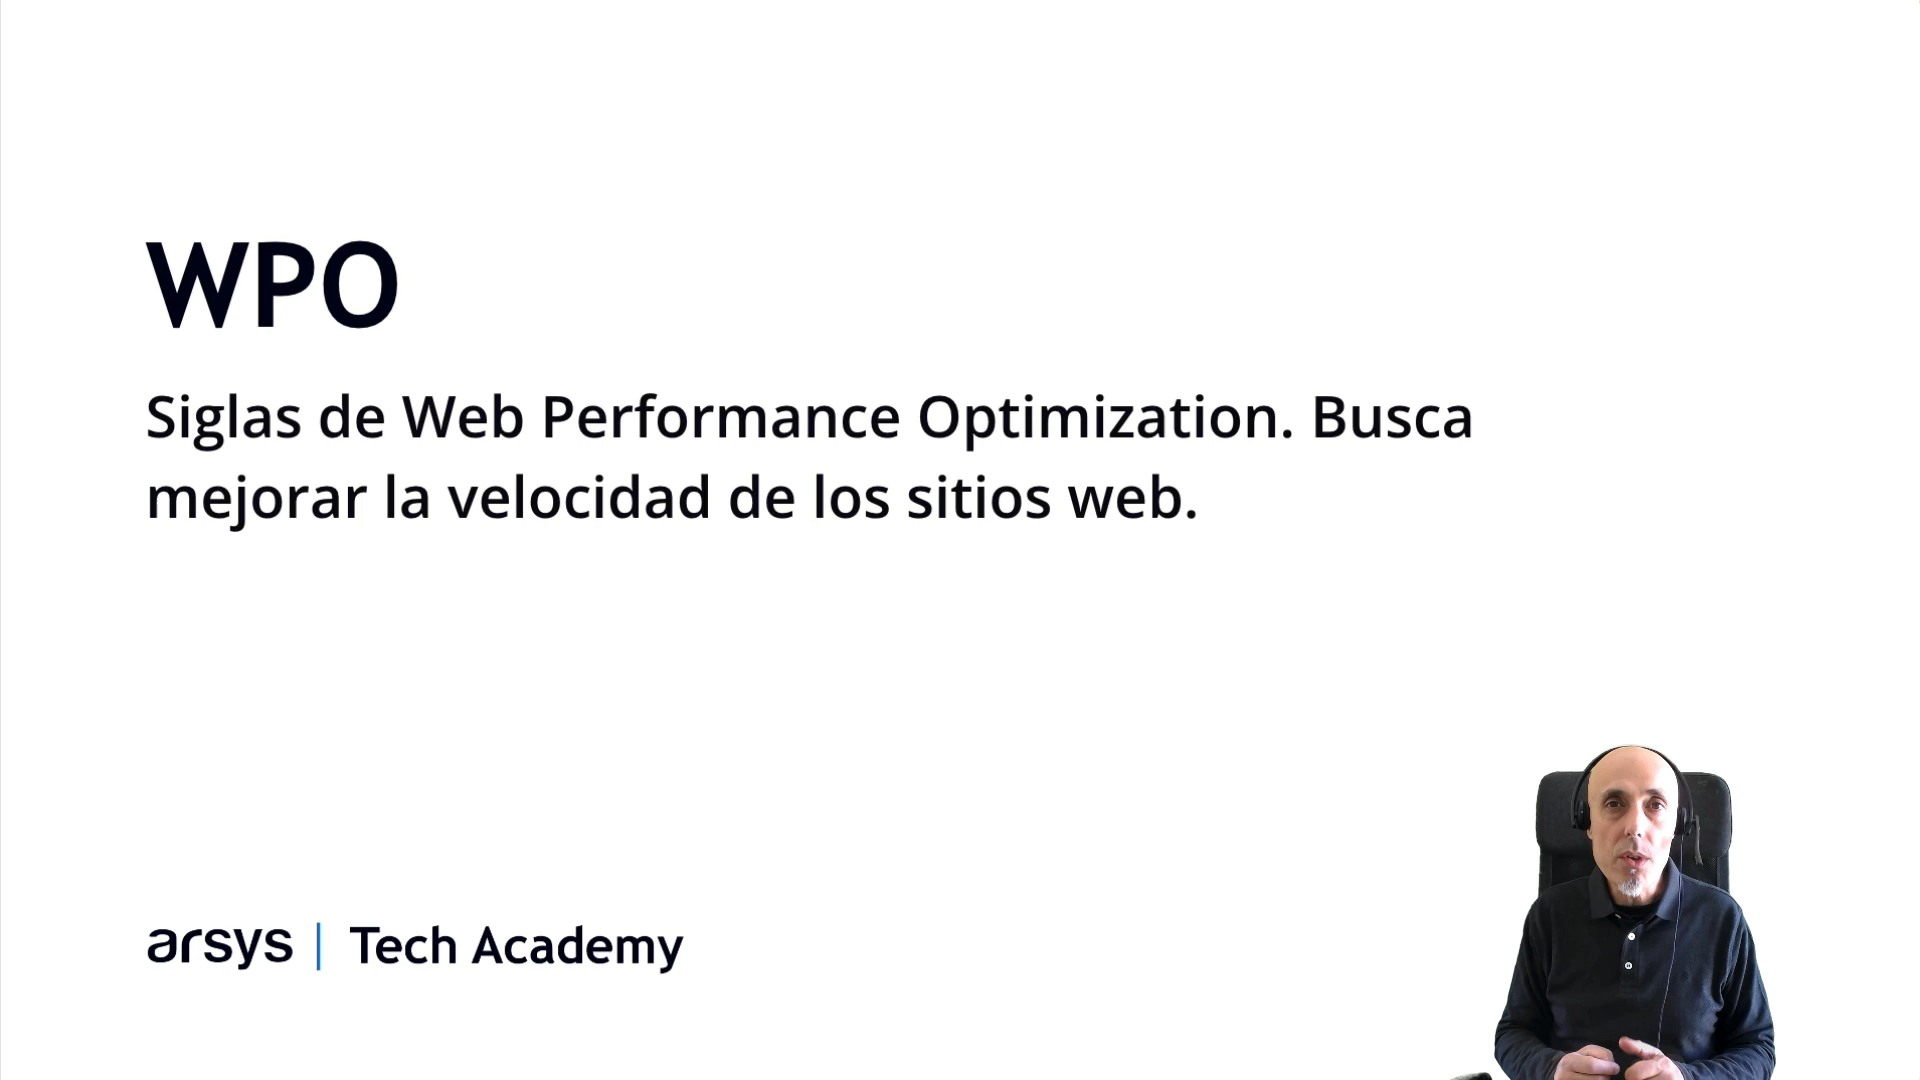 WPO
Siglas de Web Performance Optimization. Busca
mejorar la velocidad de los sitios web.
arsys | Tech Academy